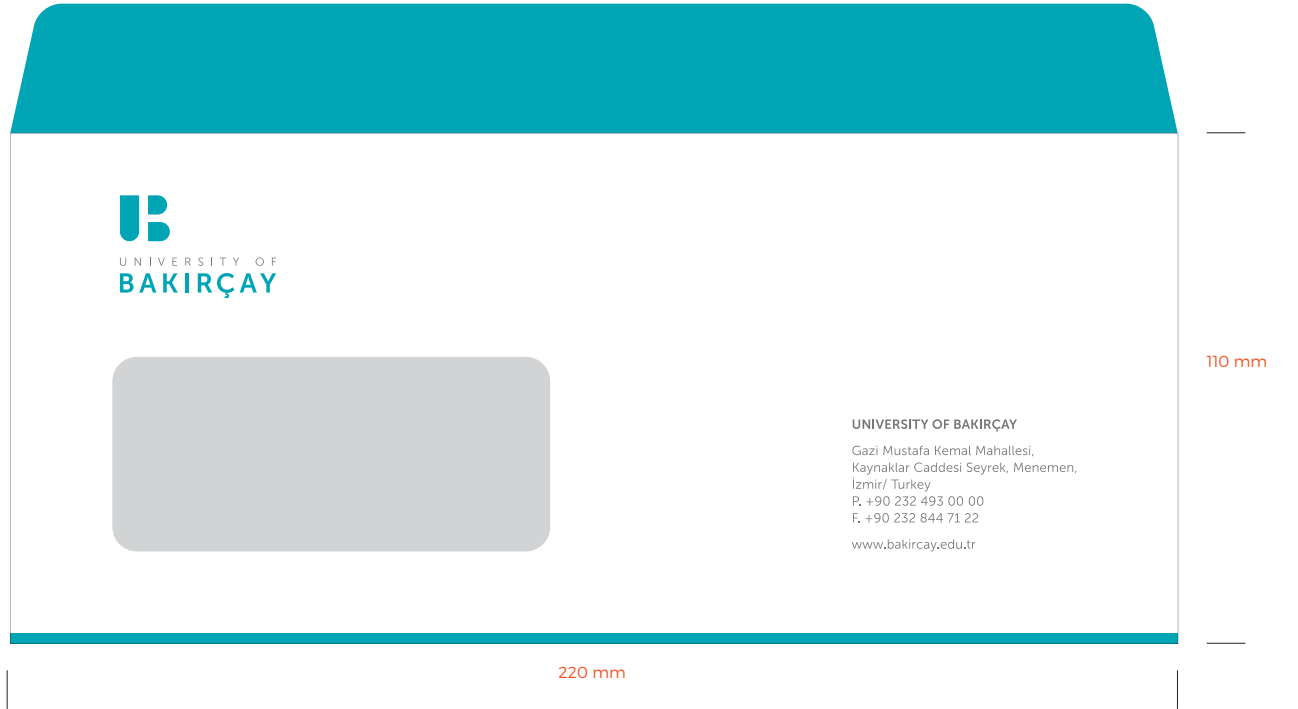 UB
UNIVERSITY OF
BAKIRÇAY
110 mm
UNIVERSITY OF BAKIRÇAY
Gazi Mustafa Kemal Mahallesi,
Kaynaklar Caddesi Seyrek, Menemen,
İzmir/ Turkey
P. +90 232 493 00 00
F. +90 232 844 71 22
www.bakircay.edu.tr
220 mm